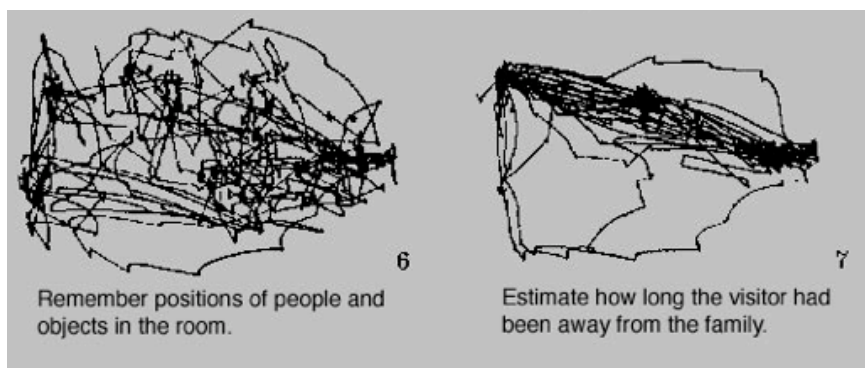 6
Remember positions of people and
objects in the room.
7
Estimate how long the visitor had
been away from the family.